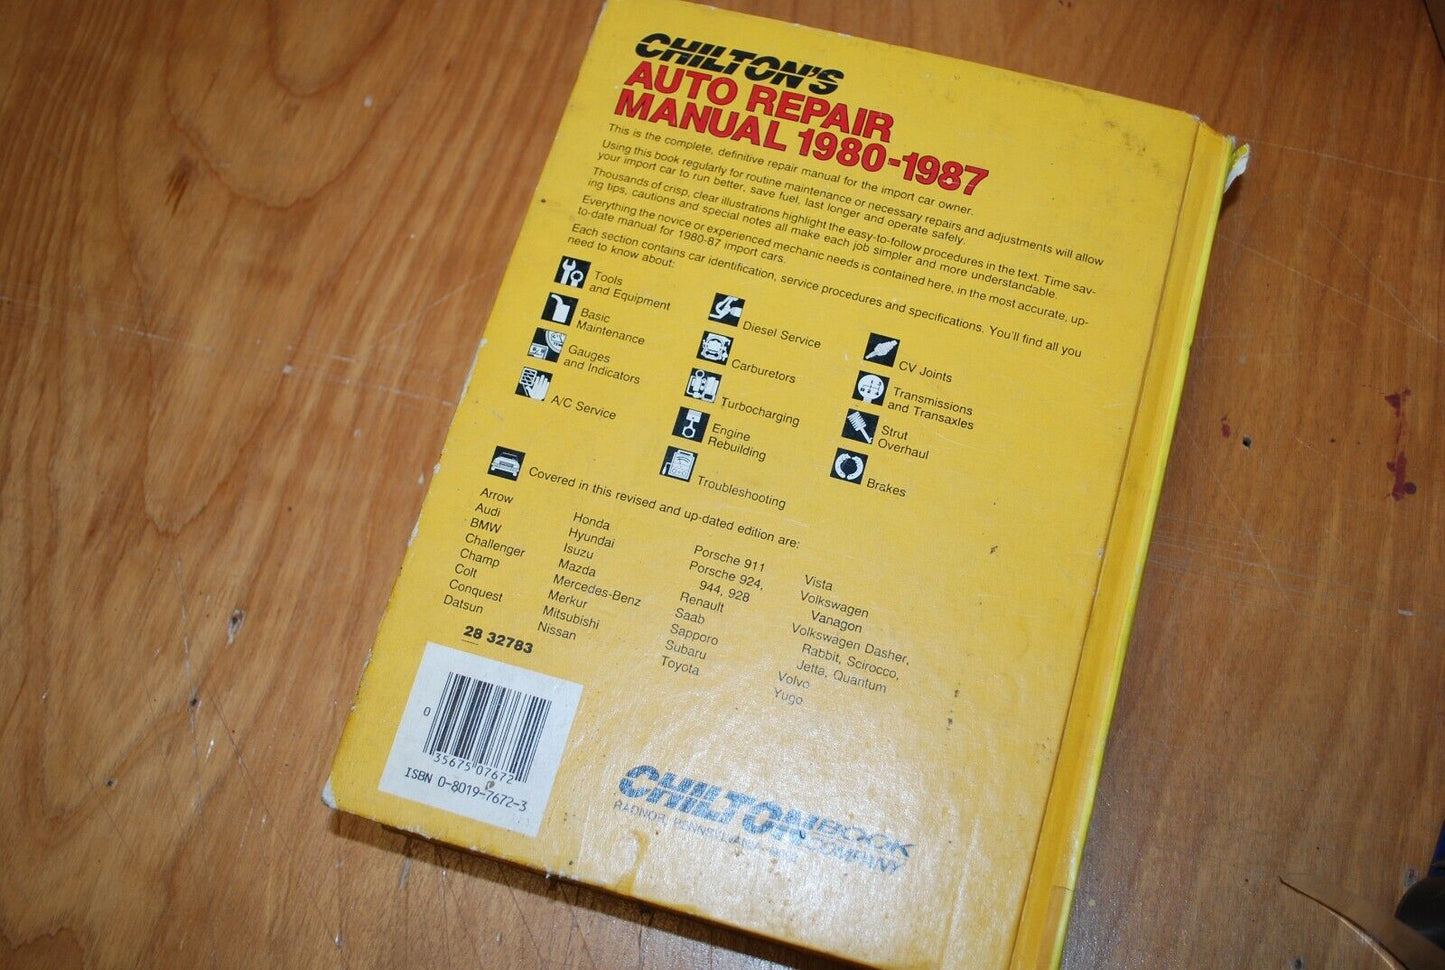 CHILTON'S
AUTO REPAIR
MANUAL 1980-1987
This is the complete, definitive repair manual for the import car owner.
Using this book regularly for routine maintenance or necessary repairs and adjustments will allow
your import car to run better, save fuel, last longer and operate safely.
Thousands of crisp, clear illustrations highlight the easy-to-follow procedures in the text. Time sav-
ing tips, cautions and special notes all make each job simpler and more understandable.
Everything the novice or experienced mechanic needs is contained here, in the most accurate, up-
to-date manual for 1980-87 import cars.
Each section contains car identification, service procedures and specifications. You'll find all you
need to know about:
Tools
and Equipment
Basic
Maintenance
Gauges
and Indicators
A/C Service
Diesel Service
Carburetors
Turbocharging
Engine
Rebuilding
Troubleshooting
CV Joints
Transmissions
and Transaxles
Strut
Overhaul
Brakes
Covered in this revised and up-dated edition are:
Arrow
Audi
BMW
Challenger
Champ
Colt
Conquest
Datsun
Honda
Hyundai
Isuzu
Mazda
Mercedes-Benz
Merkur
Mitsubishi
Nissan
Porsche 911
Porsche 924,
944, 928
Renault
Saab
Sapporo
Subaru
Toyota
Vista
Volkswagen
Vanagon
Volkswagen Dasher,
Rabbit, Scirocco,
Jetta, Quantum
Volvo
Yugo
28 32783
0 35675 07672
ISBN 0-8019-7672-3
CHILTON BOOK
COMPANY
RADNOR, PENNSYLVANIA